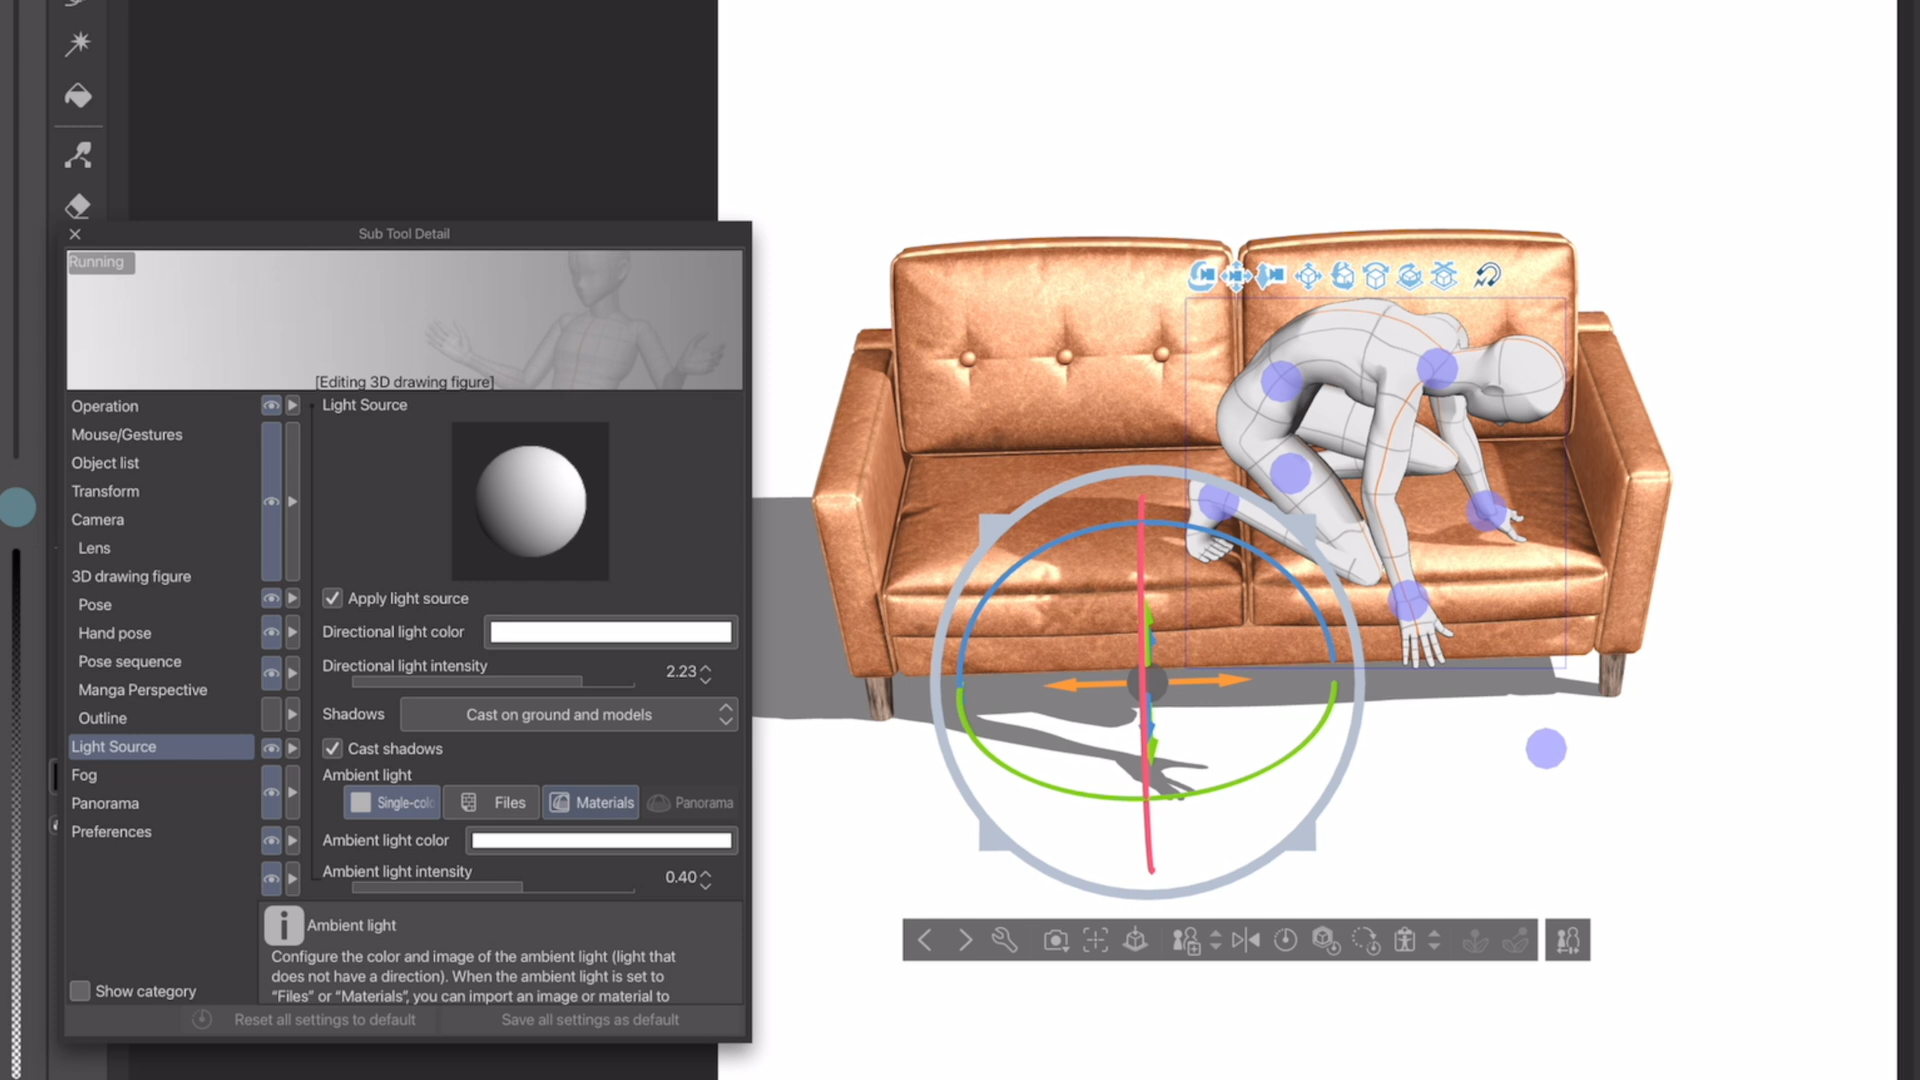 Sub Tool Detail
Running
[Editing 3D drawing figure]
Operation
Mouse/Gestures
Object list
Transform
Camera
Lens
3D drawing figure
Pose
Hand pose
Pose sequence
Manga Perspective
Outline
Light Source
Fog
Panorama
Preferences
Show category
Light Source
Apply light source
Directional light color
Directional light intensity 2.23
Shadows Cast on ground and models
Cast shadows
Ambient light
Single-colo Files Materials Panorama
Ambient light color
Ambient light intensity 0.40
Ambient light
Configure the color and image of the ambient light (light that
does not have a direction). When the ambient light is set to
“Files” or “Materials”, you can import an image or material to
Reset all settings to default Save all settings as default